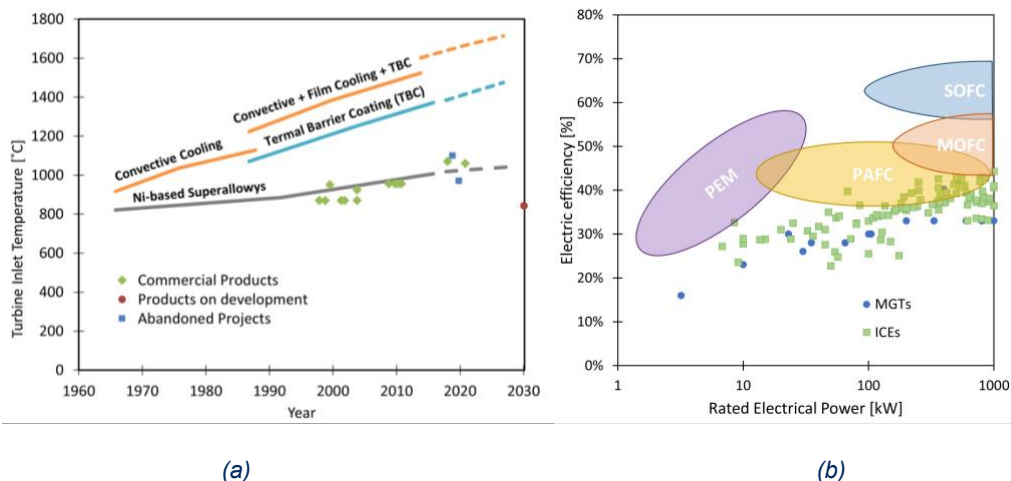 1800
1600
1400
1200
1000
800
600
400
200
0
Turbine Inlet Temperature [°C]
Convective + Film Cooling + TBC
Termal Barrier Coating (TBC)
Convective Cooling
Ni-based Superallowys
Commercial Products
Products on development
Abandoned Projects
1960 1970 1980 1990 2000 2010 2020 2030
Year
(a)
80%
70%
60%
50%
40%
30%
20%
10%
0%
Electric efficiency [%]
SOFC
MOFC
PAFC
PEM
MGTs
ICEs
1 10 100 1000
Rated Electrical Power [kW]
(b)